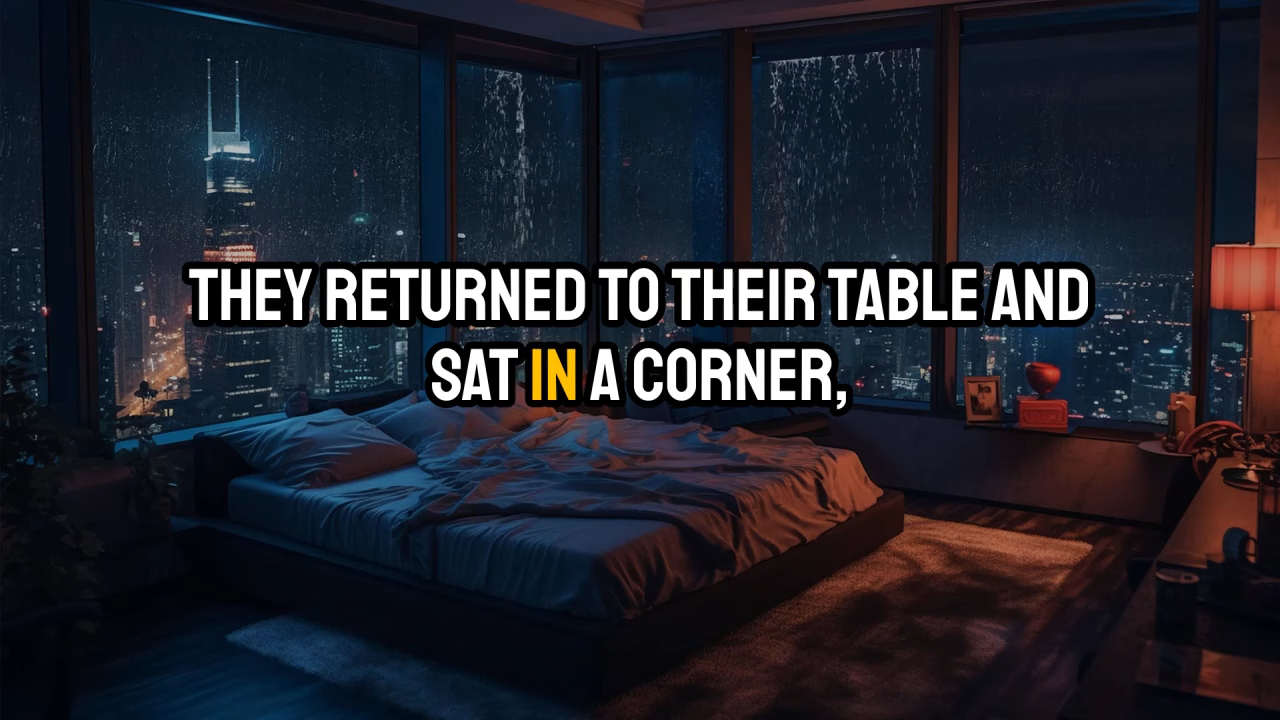 THEY RETURNED TO THEIR TABLE AND
SAT IN A CORNER,